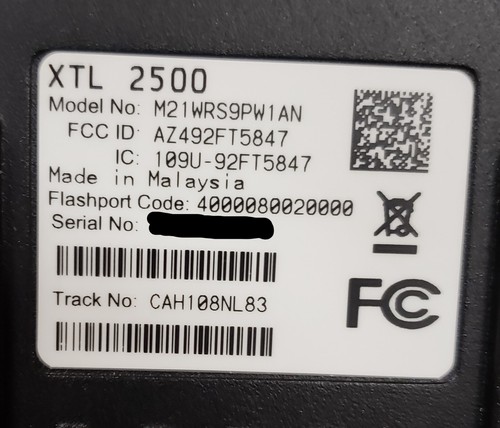 XTL 2500
Model No: M21WRS9PW1AN
FCC ID: AZ492FT5847
IC: 109U-92FT5847
Made in Malaysia
Flashport Code: 4000080020000
Serial No:
Track No: CAH108NL83
FC